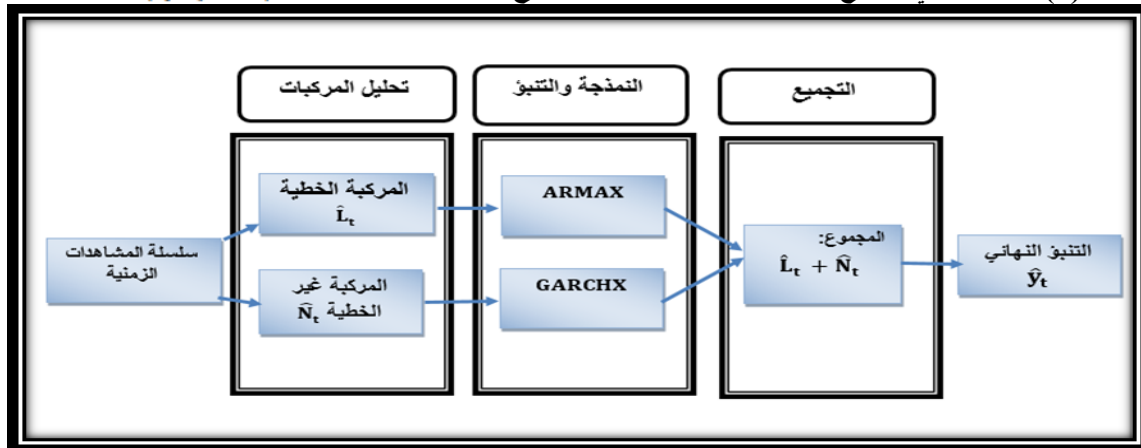 تحليل المركبات
النمذجة والتنبؤ
التجميع
سلسلة المشاهدات
الزمنية
المركبة الخطية
L̂t
المركبة غير
الخطية N̂t
ARMAX
GARCHX
المجموع:
L̂t + N̂t
التنبؤ النهائي
ŷt